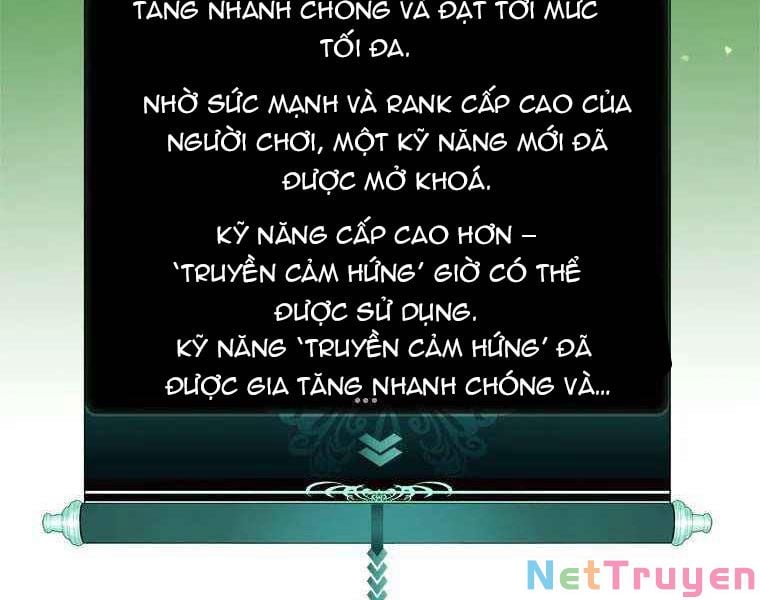 TĂNG NHANH CHÓNG VÀ ĐẠT TỚI MỨC
TỐI ĐA.
NHỜ SỨC MẠNH VÀ RANK CẤP CAO CỦA
NGƯỜI CHƠI, MỘT KỸ NĂNG MỚI ĐÃ
ĐƯỢC MỞ KHOÁ.
KỸ NĂNG CẤP CAO HƠN –
‘TRUYỀN CẢM HỨNG’ GIỜ CÓ THỂ
ĐƯỢC SỬ DỤNG.
KỸ NĂNG ‘TRUYỀN CẢM HỨNG’ ĐÃ
ĐƯỢC GIA TĂNG NHANH CHÓNG VÀ...
...
NetTruyen